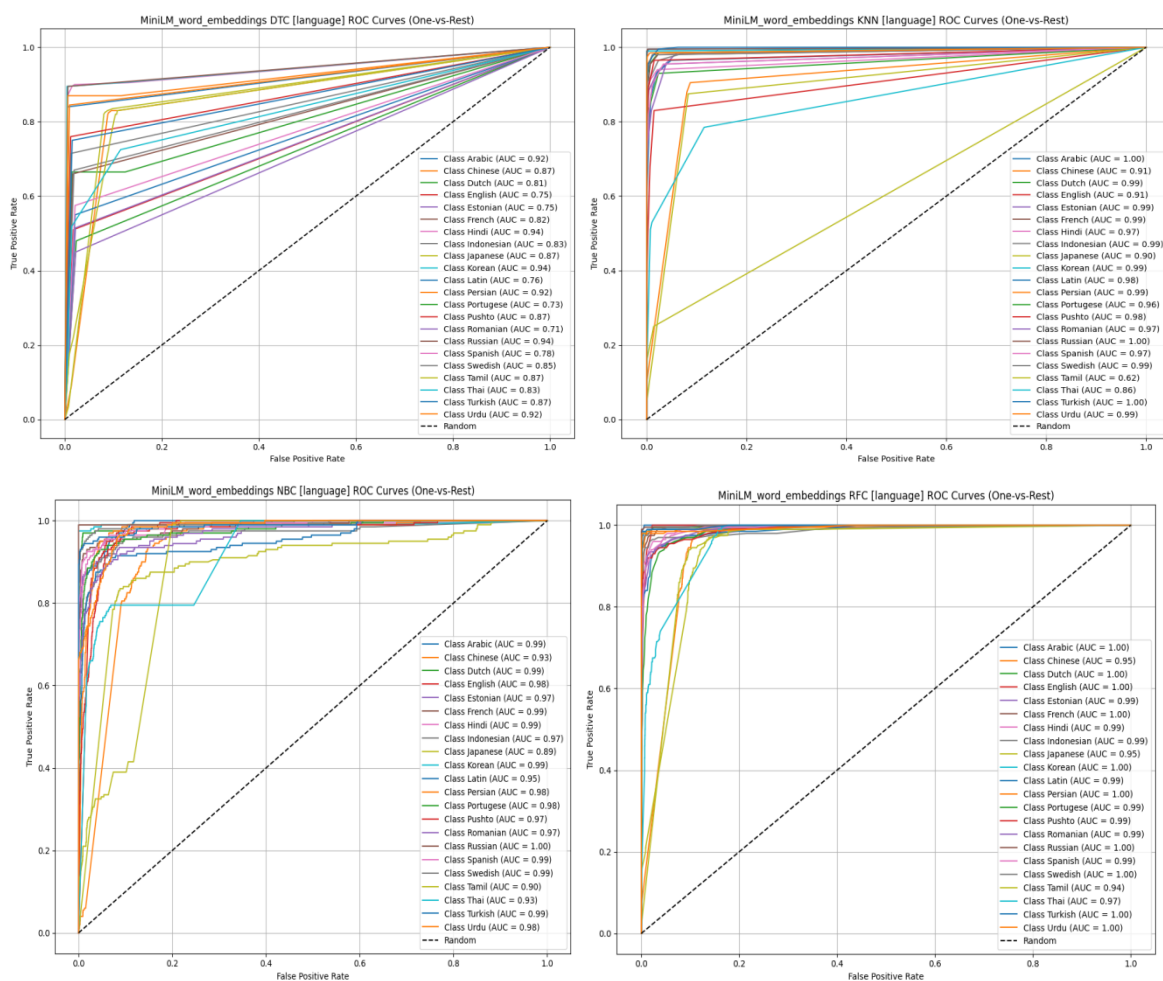 MiniLM_word_embeddings DTC [language] ROC Curves (One-vs-Rest)
True Positive Rate
1.0
0.8
0.6
0.4
0.2
0.0
Class Arabic (AUC = 0.92)
Class Chinese (AUC = 0.87)
Class Dutch (AUC = 0.81)
Class English (AUC = 0.75)
Class Estonian (AUC = 0.75)
Class French (AUC = 0.82)
Class Hindi (AUC = 0.94)
Class Indonesian (AUC = 0.83)
Class Japanese (AUC = 0.87)
Class Korean (AUC = 0.94)
Class Latin (AUC = 0.76)
Class Persian (AUC = 0.92)
Class Portugese (AUC = 0.73)
Class Pushto (AUC = 0.87)
Class Romanian (AUC = 0.71)
Class Russian (AUC = 0.94)
Class Spanish (AUC = 0.78)
Class Swedish (AUC = 0.85)
Class Tamil (AUC = 0.87)
Class Thai (AUC = 0.83)
Class Turkish (AUC = 0.87)
Class Urdu (AUC = 0.92)
Random
0.0 0.2 0.4 0.6 0.8 1.0
False Positive Rate
MiniLM_word_embeddings KNN [language] ROC Curves (One-vs-Rest)
True Positive Rate
1.0
0.8
0.6
0.4
0.2
0.0
Class Arabic (AUC = 1.00)
Class Chinese (AUC = 0.91)
Class Dutch (AUC = 0.99)
Class English (AUC = 0.91)
Class Estonian (AUC = 0.99)
Class French (AUC = 0.99)
Class Hindi (AUC = 0.97)
Class Indonesian (AUC = 0.99)
Class Japanese (AUC = 0.90)
Class Korean (AUC = 0.99)
Class Latin (AUC = 0.98)
Class Persian (AUC = 0.99)
Class Portugese (AUC = 0.96)
Class Pushto (AUC = 0.98)
Class Romanian (AUC = 0.97)
Class Russian (AUC = 1.00)
Class Spanish (AUC = 0.97)
Class Swedish (AUC = 0.99)
Class Tamil (AUC = 0.62)
Class Thai (AUC = 0.86)
Class Turkish (AUC = 1.00)
Class Urdu (AUC = 0.99)
Random
0.0 0.2 0.4 0.6 0.8 1.0
False Positive Rate
MiniLM_word_embeddings NBC [language] ROC Curves (One-vs-Rest)
True Positive Rate
1.0
0.8
0.6
0.4
0.2
0.0
Class Arabic (AUC = 0.99)
Class Chinese (AUC = 0.93)
Class Dutch (AUC = 0.99)
Class English (AUC = 0.98)
Class Estonian (AUC = 0.97)
Class French (AUC = 0.99)
Class Hindi (AUC = 0.99)
Class Indonesian (AUC = 0.97)
Class Japanese (AUC = 0.89)
Class Korean (AUC = 0.99)
Class Latin (AUC = 0.95)
Class Persian (AUC = 0.98)
Class Portugese (AUC = 0.98)
Class Pushto (AUC = 0.97)
Class Romanian (AUC = 0.97)
Class Russian (AUC = 1.00)
Class Spanish (AUC = 0.99)
Class Swedish (AUC = 0.99)
Class Tamil (AUC = 0.90)
Class Thai (AUC = 0.93)
Class Turkish (AUC = 0.99)
Class Urdu (AUC = 0.98)
Random
0.0 0.2 0.4 0.6 0.8 1.0
False Positive Rate
MiniLM_word_embeddings RFC [language] ROC Curves (One-vs-Rest)
True Positive Rate
1.0
0.8
0.6
0.4
0.2
0.0
Class Arabic (AUC = 1.00)
Class Chinese (AUC = 0.95)
Class Dutch (AUC = 1.00)
Class English (AUC = 1.00)
Class Estonian (AUC = 0.99)
Class French (AUC = 1.00)
Class Hindi (AUC = 0.99)
Class Indonesian (AUC = 0.99)
Class Japanese (AUC = 0.95)
Class Korean (AUC = 1.00)
Class Latin (AUC = 0.99)
Class Persian (AUC = 1.00)
Class Portugese (AUC = 0.99)
Class Pushto (AUC = 0.99)
Class Romanian (AUC = 0.99)
Class Russian (AUC = 1.00)
Class Spanish (AUC = 0.99)
Class Swedish (AUC = 1.00)
Class Tamil (AUC = 0.94)
Class Thai (AUC = 0.97)
Class Turkish (AUC = 1.00)
Class Urdu (AUC = 1.00)
Random
0.0 0.2 0.4 0.6 0.8 1.0
False Positive Rate